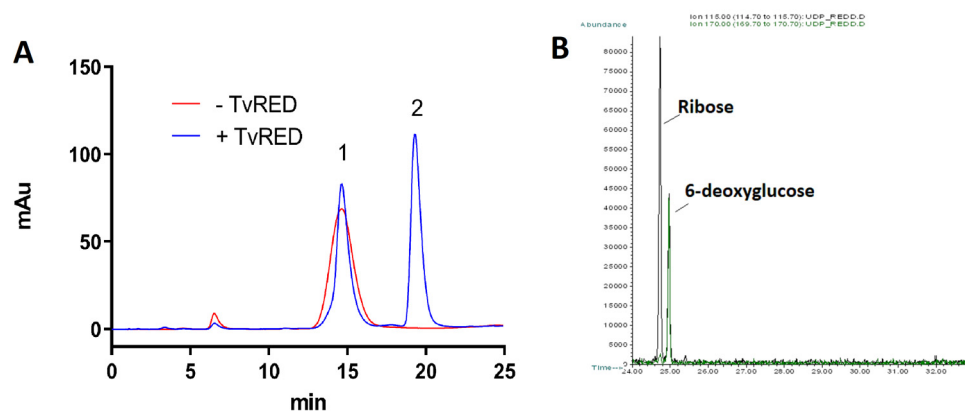 A
150
100
50
0
mAu
- TvRED
+ TvRED
1
2
0 5 10 15 20 25
min
B
Ion 115.00 (114.70 to 115.70): UDP_REDD.D
Ion 170.00 (169.70 to 170.70): UDP_REDD.D
Abundance
80000
75000
70000
65000
60000
55000
50000
45000
40000
35000
30000
25000
20000
15000
10000
5000
0
Ribose
6-deoxyglucose
Time-->
24.00 25.00 26.00 27.00 28.00 29.00 30.00 31.00 32.00